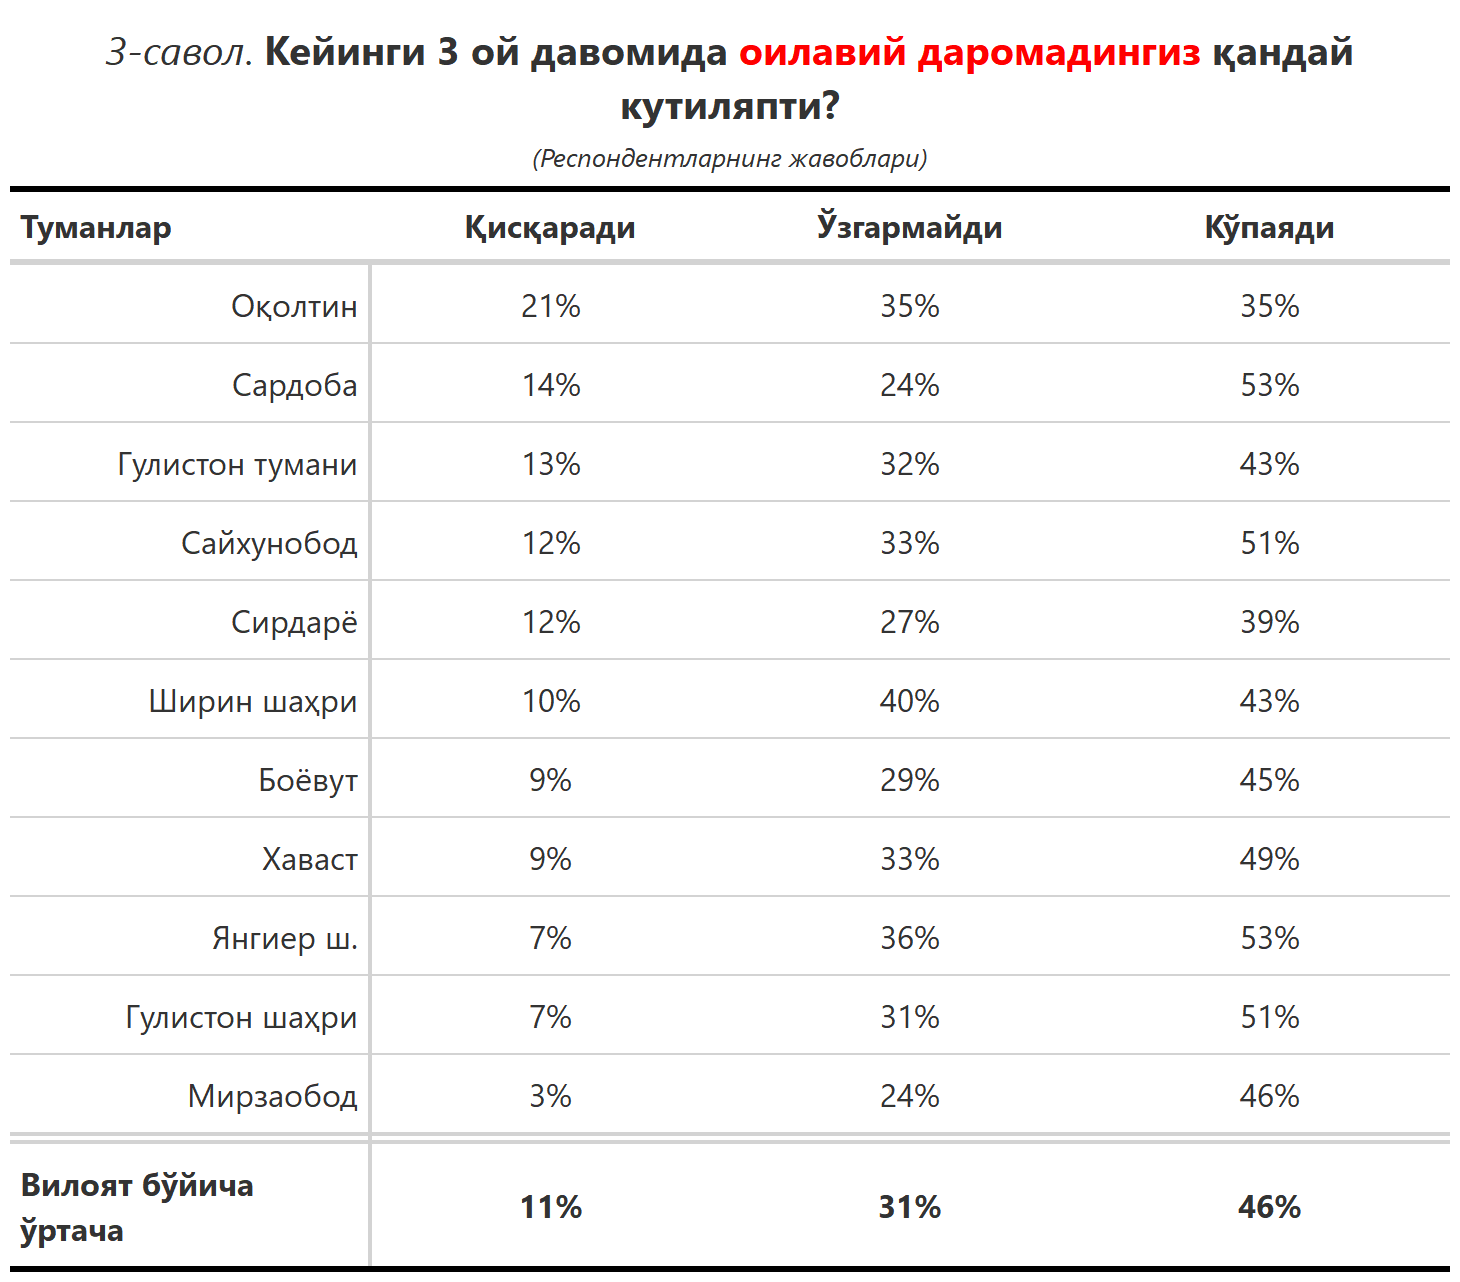 3-савол. Кейинги 3 ой давомида оилавий даромадингиз қандай
кутиляпти?
(Респондентларнинг жавоблари)
Туманлар Қисқаради Ўзгармайди Кўпаяди
Оқолтин 21% 35% 35%
Сардоба 14% 24% 53%
Гулистон тумани 13% 32% 43%
Сайхунобод 12% 33% 51%
Сирдарё 12% 27% 39%
Ширин шаҳри 10% 40% 43%
Боёвут 9% 29% 45%
Хаваст 9% 33% 49%
Янгиер ш. 7% 36% 53%
Гулистон шаҳри 7% 31% 51%
Мирзаобод 3% 24% 46%
Вилоят бўйича
ўртача 11% 31% 46%